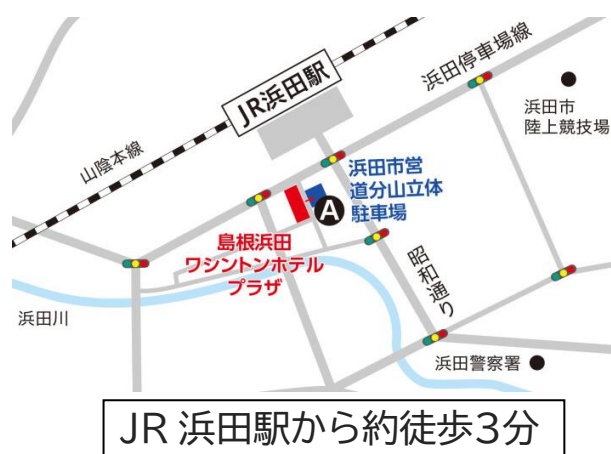 JR浜田駅
浜田停車場線
浜田市
陸上競技場
山陰本線
浜田市営
道分山立体
駐車場
A
島根浜田
ワシントンホテル
プラザ
昭和通り
浜田川
浜田警察署
JR 浜田駅から約徒歩3分